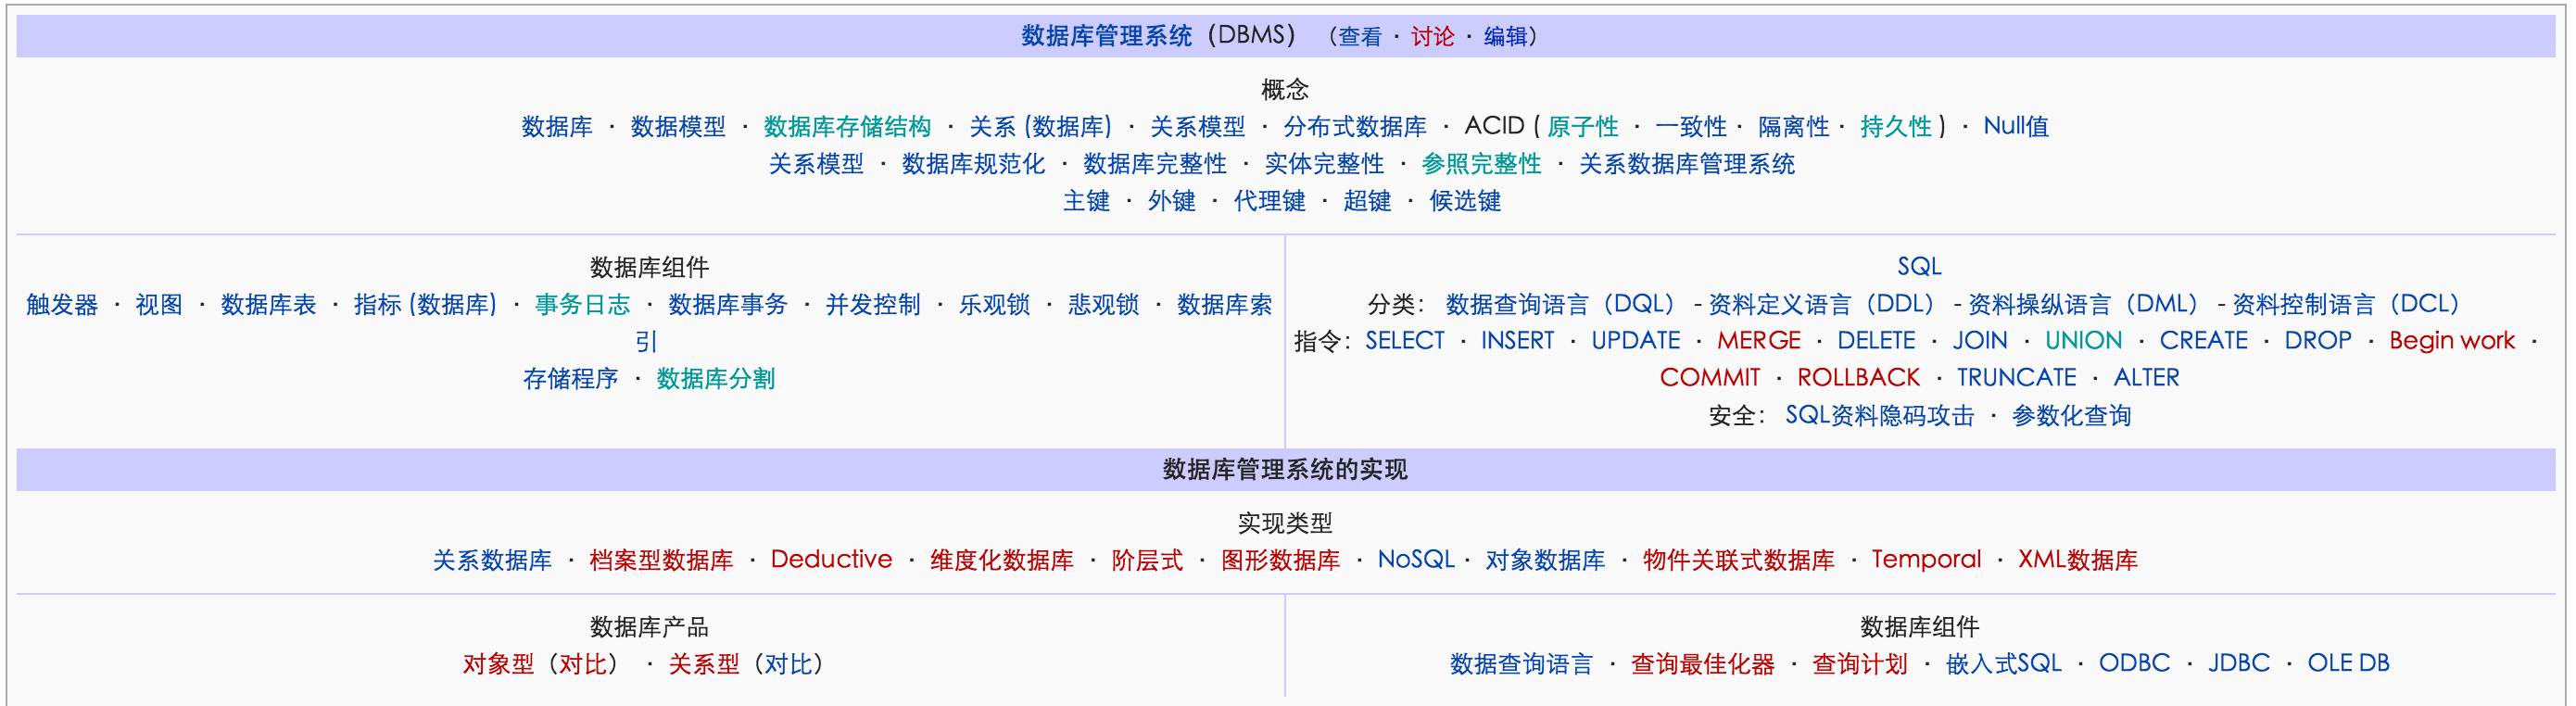 数据库管理系统（DBMS） （查看 · 讨论 · 编辑）
概念
数据库 · 数据模型 · 数据库存储结构 · 关系 (数据库) · 关系模型 · 分布式数据库 · ACID ( 原子性 · 一致性 · 隔离性 · 持久性 ) · Null值
关系模型 · 数据库规范化 · 数据库完整性 · 实体完整性 · 参照完整性 · 关系数据库管理系统
主键 · 外键 · 代理键 · 超键 · 候选键
数据库组件
触发器 · 视图 · 数据库表 · 指标 (数据库) · 事务日志 · 数据库事务 · 并发控制 · 乐观锁 · 悲观锁 · 数据库索
引
存储程序 · 数据库分割
SQL
分类： 数据查询语言（DQL） - 资料定义语言（DDL） - 资料操纵语言（DML） - 资料控制语言（DCL）
指令：SELECT · INSERT · UPDATE · MERGE · DELETE · JOIN · UNION · CREATE · DROP · Begin work ·
COMMIT · ROLLBACK · TRUNCATE · ALTER
安全： SQL资料隐码攻击 · 参数化查询
数据库管理系统的实现
实现类型
关系数据库 · 档案型数据库 · Deductive · 维度化数据库 · 阶层式 · 图形数据库 · NoSQL · 对象数据库 · 物件关联式数据库 · Temporal · XML数据库
数据库产品
对象型（对比） · 关系型（对比）
数据库组件
数据查询语言 · 查询最佳化器 · 查询计划 · 嵌入式SQL · ODBC · JDBC · OLE DB